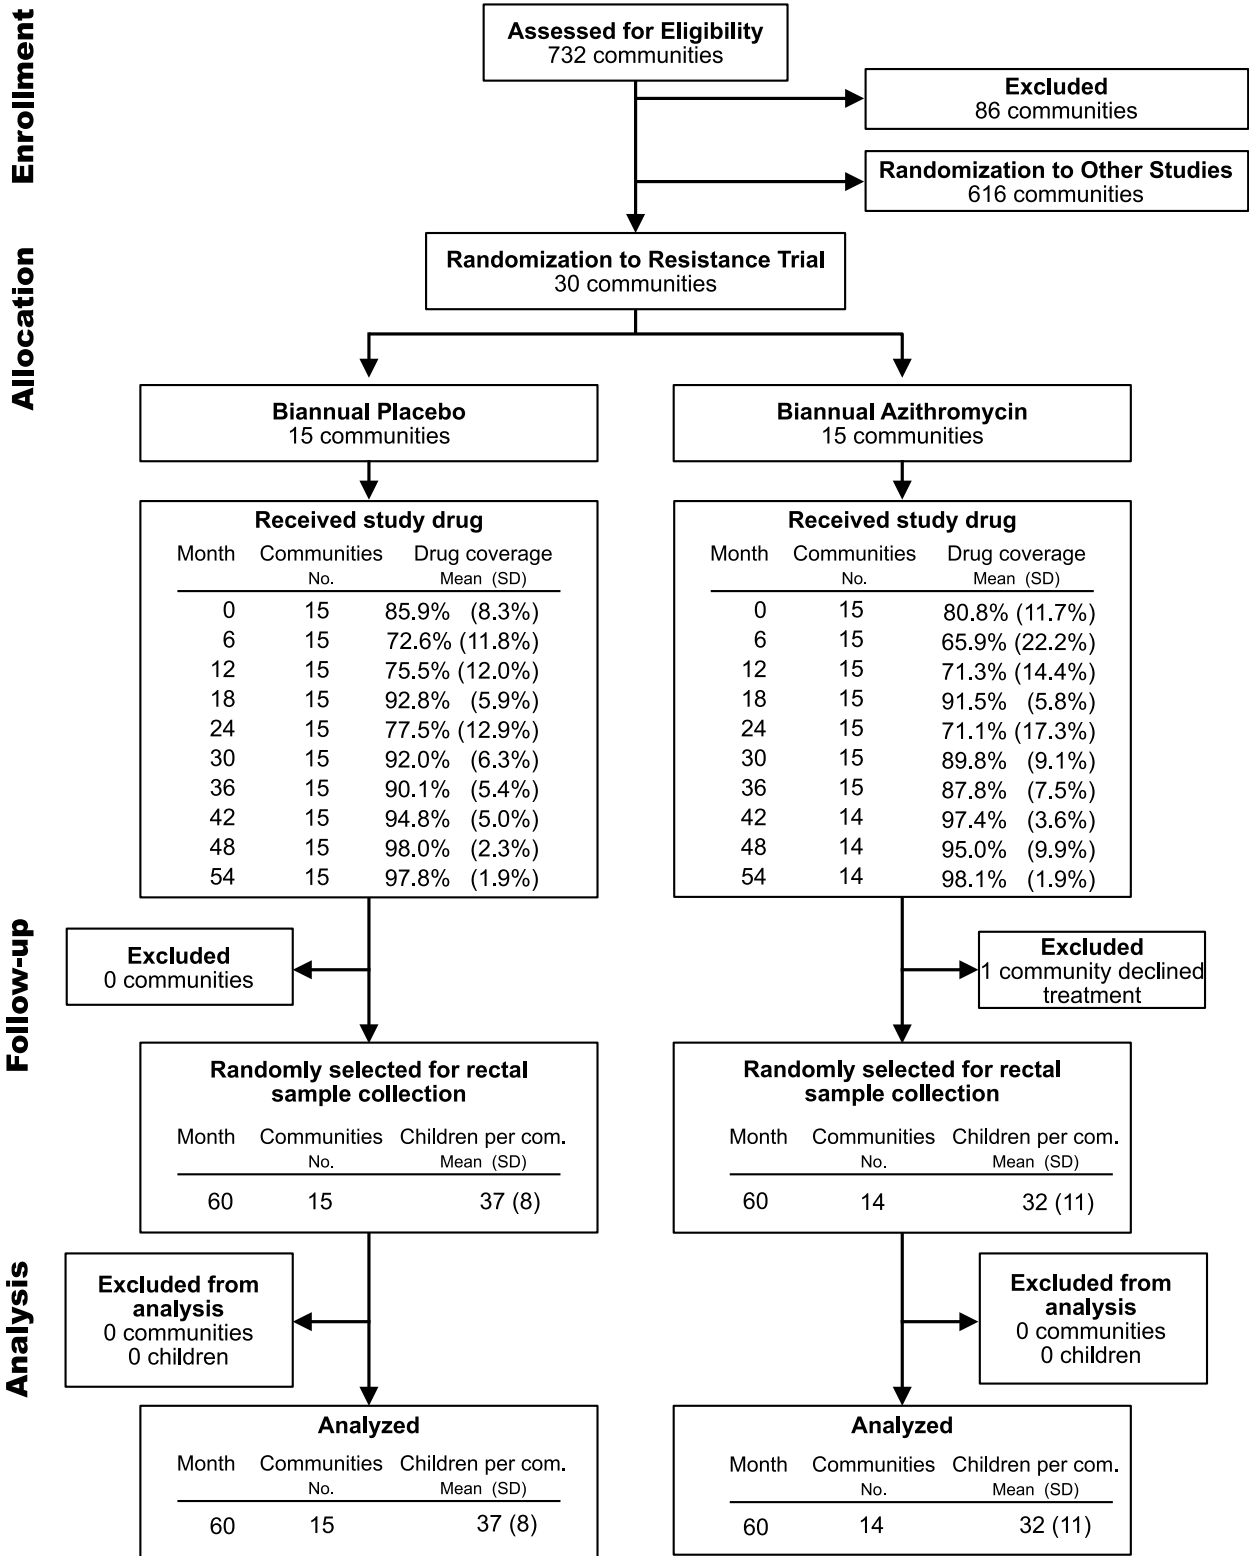 Enrollment
Assessed for Eligibility
732 communities
Excluded
86 communities
Randomization to Other Studies
616 communities
Allocation
Randomization to Resistance Trial
30 communities
Biannual Placebo
15 communities
Biannual Azithromycin
15 communities
Received study drug
Month Communities Drug coverage
No. Mean (SD)
0 15 85.9% (8.3%)
6 15 72.6% (11.8%)
12 15 75.5% (12.0%)
18 15 92.8% (5.9%)
24 15 77.5% (12.9%)
30 15 92.0% (6.3%)
36 15 90.1% (5.4%)
42 15 94.8% (5.0%)
48 15 98.0% (2.3%)
54 15 97.8% (1.9%)
Received study drug
Month Communities Drug coverage
No. Mean (SD)
0 15 80.8% (11.7%)
6 15 65.9% (22.2%)
12 15 71.3% (14.4%)
18 15 91.5% (5.8%)
24 15 71.1% (17.3%)
30 15 89.8% (9.1%)
36 15 87.8% (7.5%)
42 14 97.4% (3.6%)
48 14 95.0% (9.9%)
54 14 98.1% (1.9%)
Follow-up
Excluded
0 communities
Excluded
1 community declined
treatment
Randomly selected for rectal
sample collection
Month Communities Children per com.
No. Mean (SD)
60 15 37 (8)
Randomly selected for rectal
sample collection
Month Communities Children per com.
No. Mean (SD)
60 14 32 (11)
Analysis
Excluded from
analysis
0 communities
0 children
Excluded from
analysis
0 communities
0 children
Analyzed
Month Communities Children per com.
No. Mean (SD)
60 15 37 (8)
Analyzed
Month Communities Children per com.
No. Mean (SD)
60 14 32 (11)